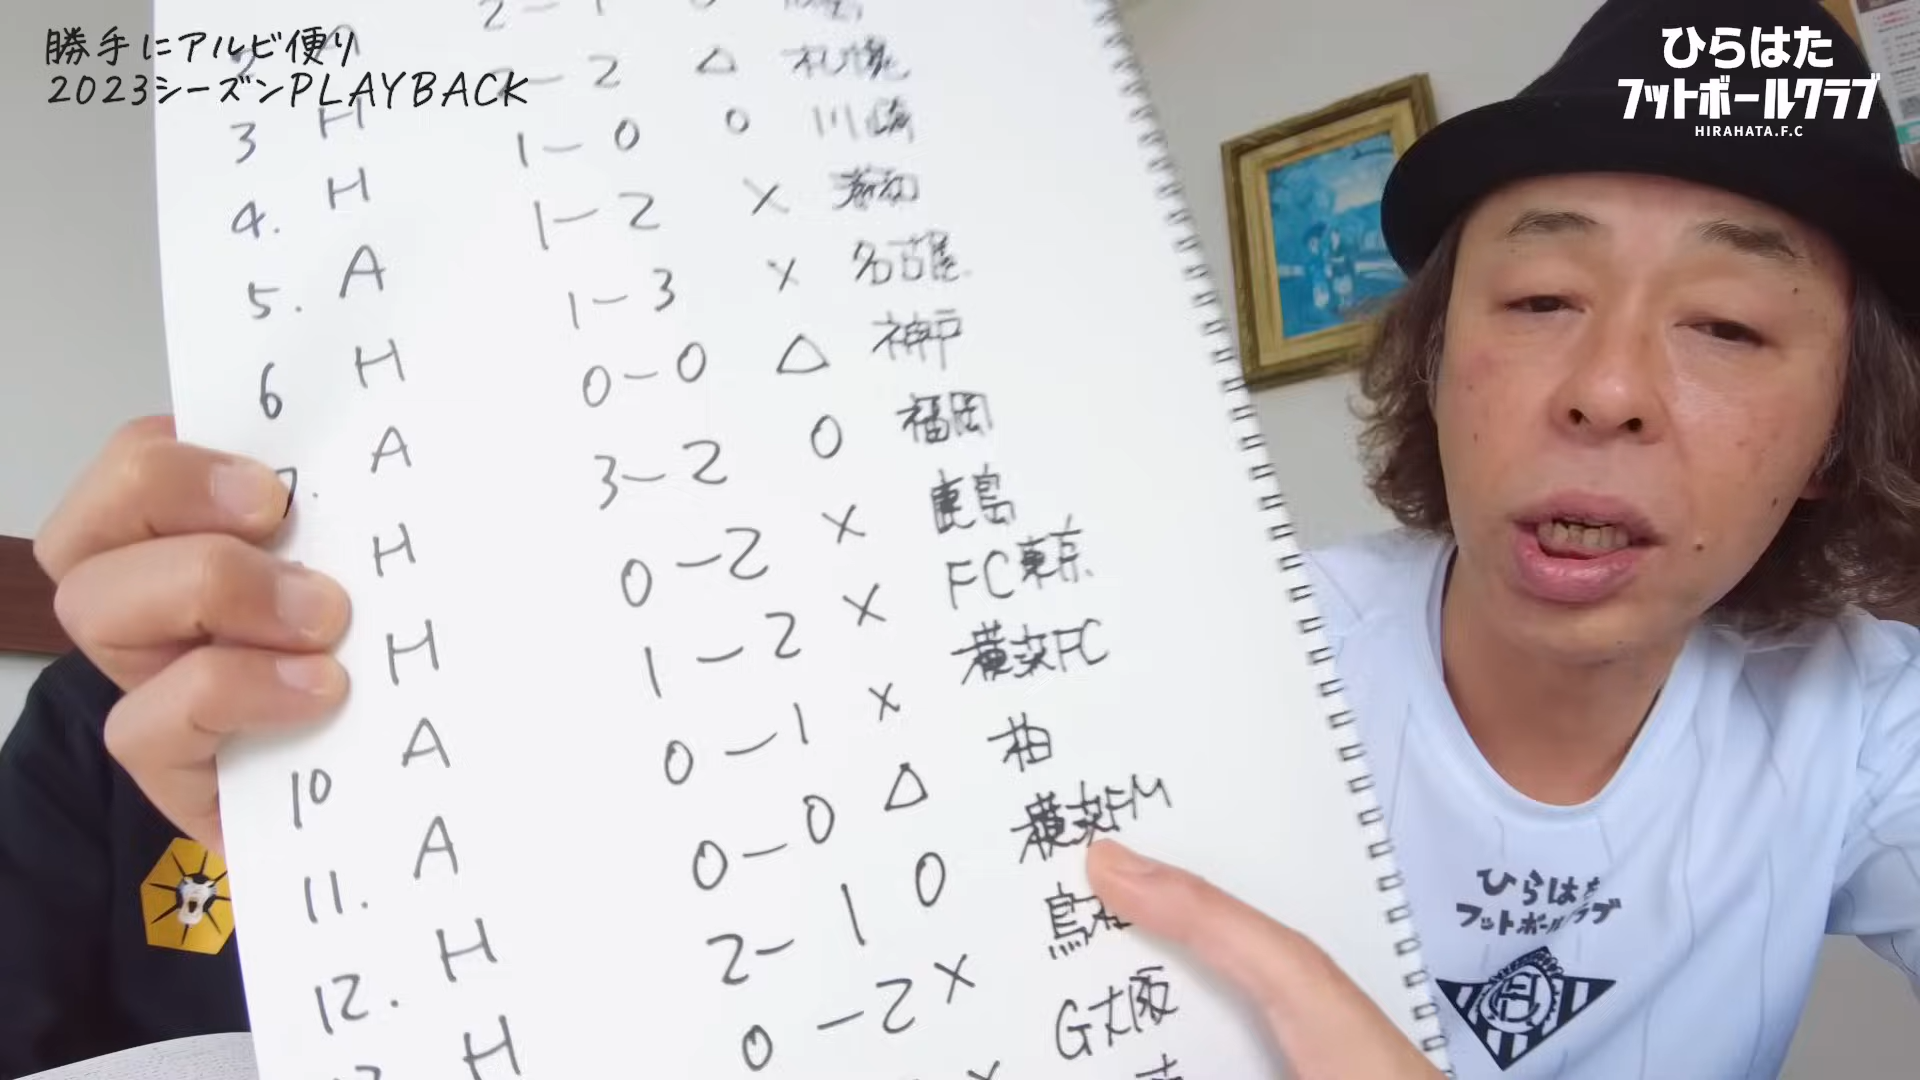 勝手にアルビ便り
2023シーズンPLAYBACK
ひらはた
フットボールクラブ
HIRAHATA.F.C
2-1 0
2-2 △ 札幌
3 H 1-0 0 川崎
4. H 1-2 X
5. A 1-3 X 名古屋
6 H 0-0 △ 神戸
7. A 3-2 0 福岡
H 0-2 X 鹿島
H 1-2 X FC東京
10 A 0-1 X 横浜FC
11. A 0-0 △ 柏
12. H 2-1 0 横浜FM
H 0-2 X 鳥栖
X G大阪
ひらはた
フットボールクラブ